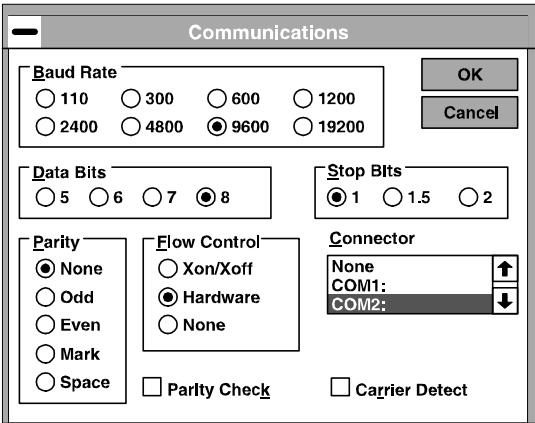 Communications
Baud Rate
110 300 600 1200
2400 4800 9600 19200
OK
Cancel
Data Bits
5 6 7 8
Stop BIts
1 1.5 2
Parity
None
Odd
Even
Mark
Space
Flow Control
Xon/Xoff
Hardware
None
Connector
None
COM1:
COM2:
ParIty Check
Carrier Detect